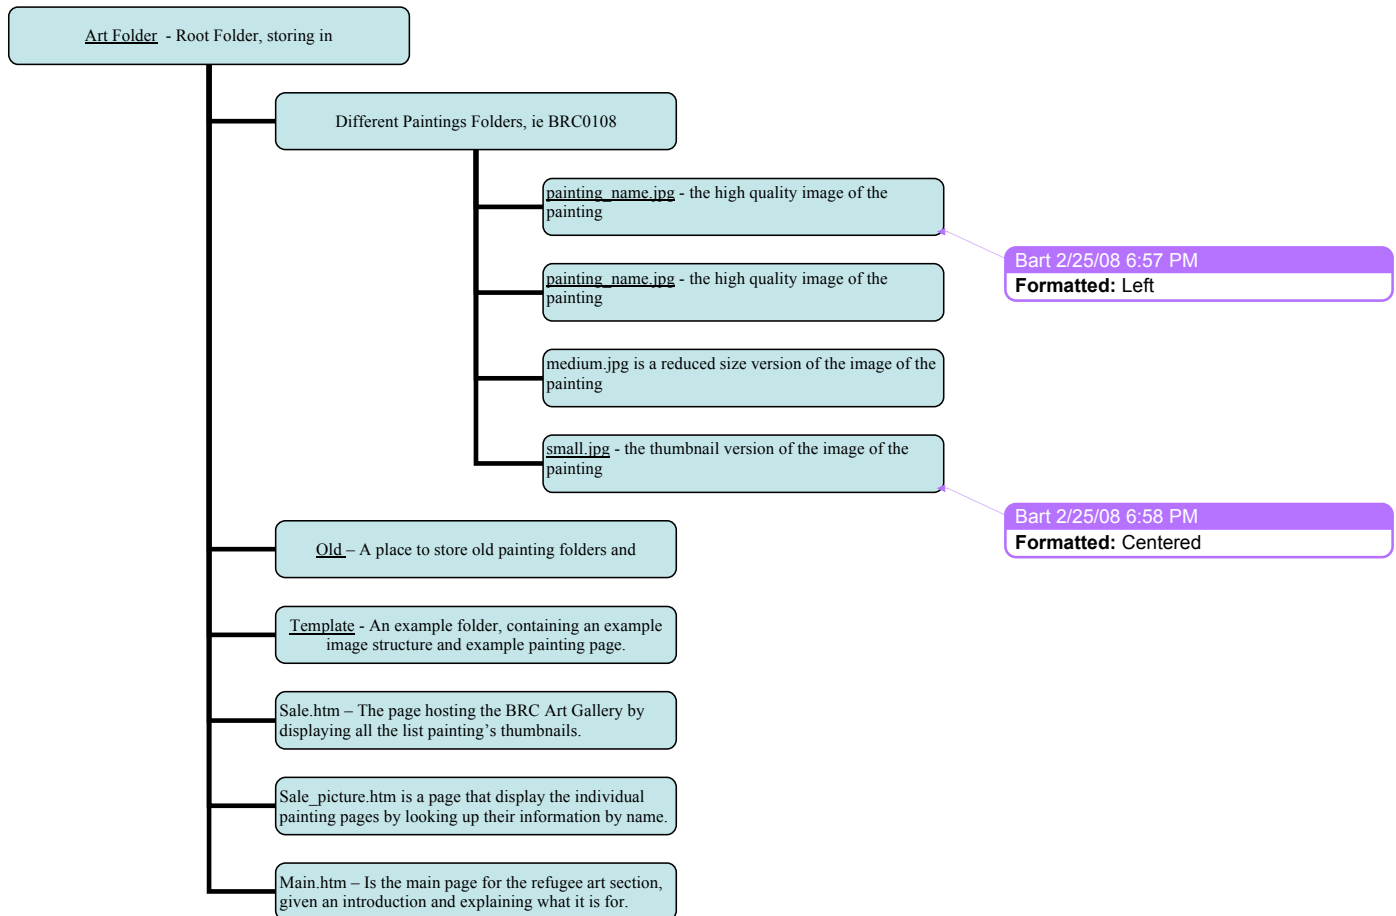 Art Folder - Root Folder, storing in
Different Paintings Folders, ie BRC0108
painting_name.jpg - the high quality image of the
painting
Bart 2/25/08 6:57 PM
Formatted: Left
painting_name.jpg - the high quality image of the
painting
medium.jpg is a reduced size version of the image of the
painting
small.jpg - the thumbnail version of the image of the
painting
Bart 2/25/08 6:58 PM
Formatted: Centered
Old – A place to store old painting folders and
Template - An example folder, containing an example
image structure and example painting page.
Sale.htm – The page hosting the BRC Art Gallery by
displaying all the list painting’s thumbnails.
Sale_picture.htm is a page that display the individual
painting pages by looking up their information by name.
Main.htm – Is the main page for the refugee art section,
given an introduction and explaining what it is for.